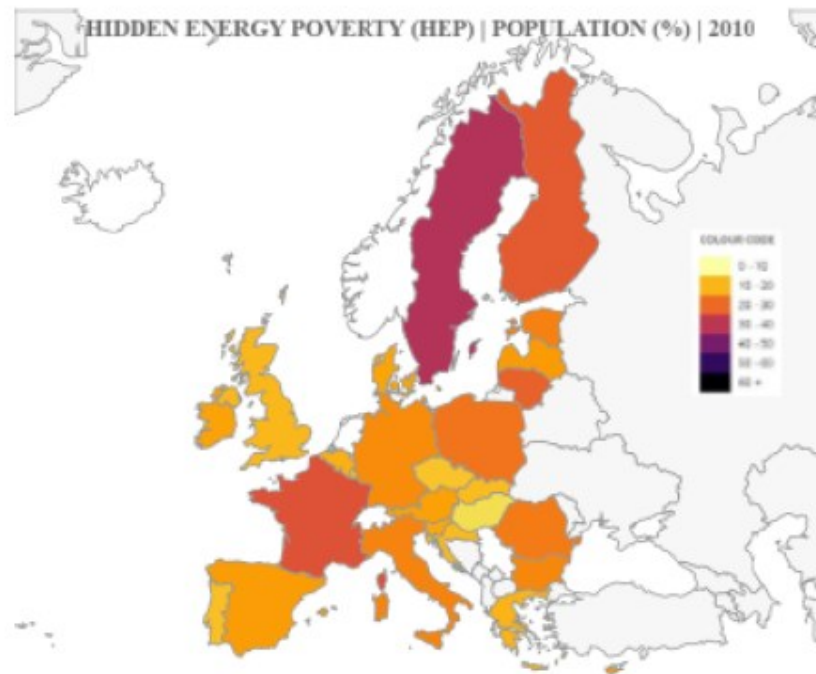 HIDDEN ENERGY POVERTY (HEP) | POPULATION (%) | 2010
COLOUR CODE
0 - 10
10 - 20
20 - 30
30 - 40
40 - 50
50 - 60
60 +